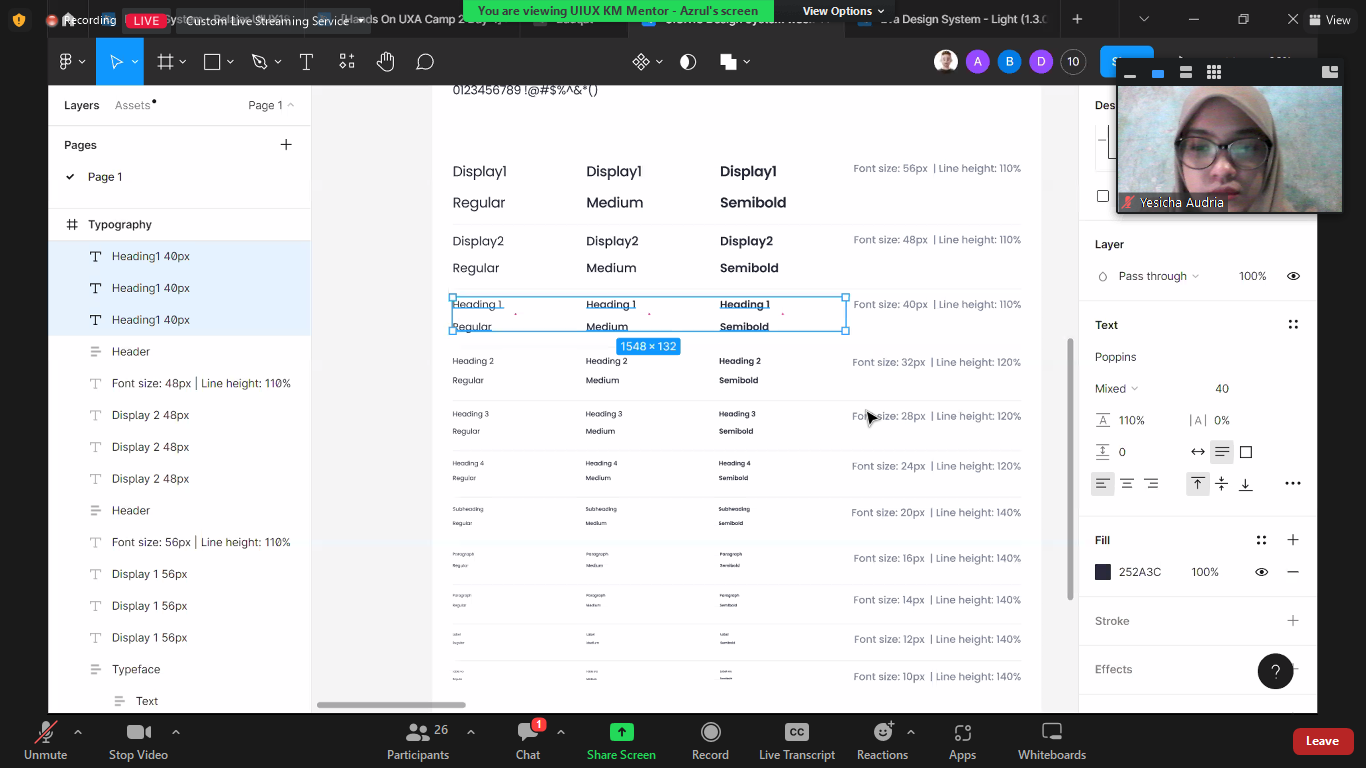 Recording
LIVE
Custom Live Streaming Service
You are viewing UIUX KM Mentor - Azrul's screen
View Options
Hands On UXA Camp 2
Design System - Light (1.3.0
View
A
B
D
10
Layers
Assets
Page 1
Pages
Page 1
Typography
Heading1 40px
Heading1 40px
Heading1 40px
Header
Font size: 48px | Line height: 110%
Display 2 48px
Display 2 48px
Display 2 48px
Header
Font size: 56px | Line height: 110%
Display 1 56px
Display 1 56px
Display 1 56px
Typeface
Text
0123456789 !@#$%^&*()
Display1 Display1 Display1 Font size: 56px | Line height: 110%
Regular Medium Semibold
Display2 Display2 Display2 Font size: 48px | Line height: 110%
Regular Medium Semibold
Heading 1 Heading 1 Heading 1 Font size: 40px | Line height: 110%
Regular Medium Semibold
1548 × 132
Heading 2 Heading 2 Heading 2 Font size: 32px | Line height: 120%
Regular Medium Semibold
Heading 3 Heading 3 Heading 3 Font size: 28px | Line height: 120%
Regular Medium Semibold
Heading 4 Heading 4 Heading 4 Font size: 24px | Line height: 120%
Regular Medium Semibold
Subheading Subheading Subheading Font size: 20px | Line height: 140%
Regular Medium Semibold
Paragraph Paragraph Paragraph Font size: 16px | Line height: 140%
Regular Medium Semibold
Paragraph Paragraph Paragraph Font size: 14px | Line height: 140%
Regular Medium Semibold
Label Label Label Font size: 12px | Line height: 140%
Regular Medium Semibold
Font size: 10px | Line height: 140%
Regular Medium Semibold
Des
Yesicha Audria
Layer
Pass through
100%
Text
Poppins
Mixed
40
110%
0%
0
Fill
252A3C
100%
Stroke
Effects
?
Unmute
Stop Video
Participants
26
Chat
1
Share Screen
Record
CC
Live Transcript
Reactions
Apps
Whiteboards
Leave